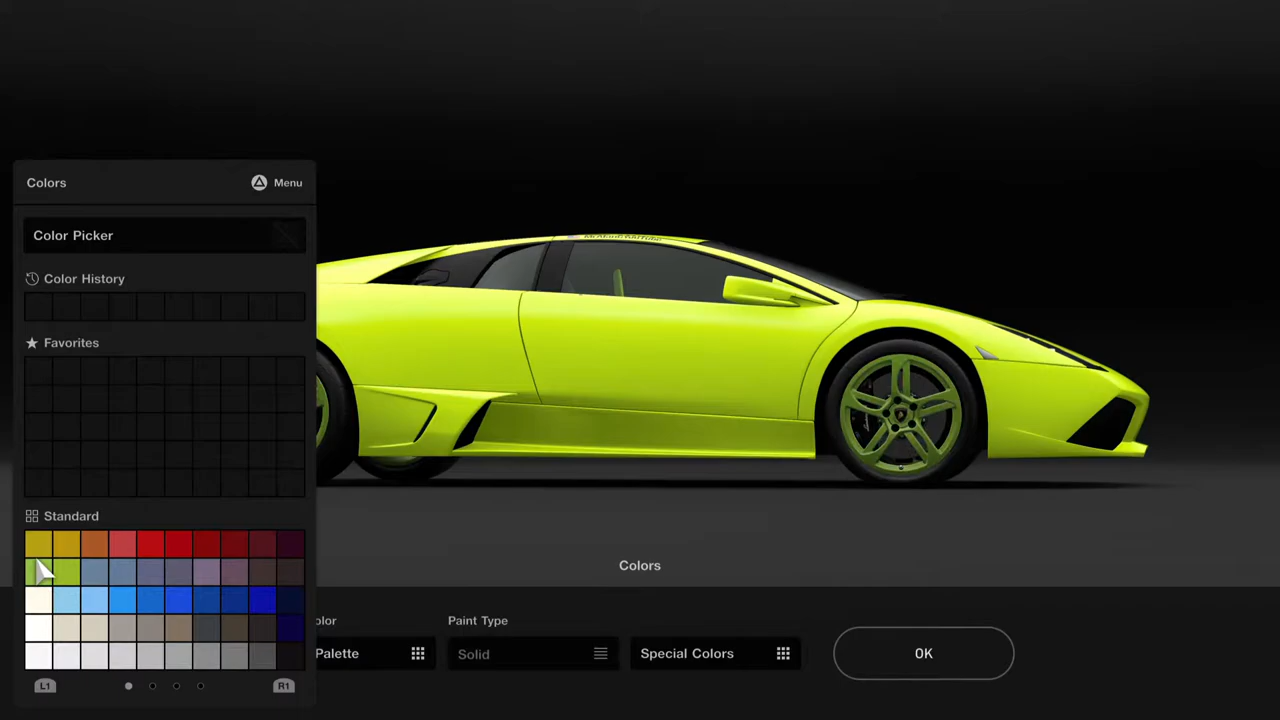 Colors
Menu
Color Picker
Color History
Favorites
Standard
L1
R1
Colors
olor
Palette
Paint Type
Solid
Special Colors
OK